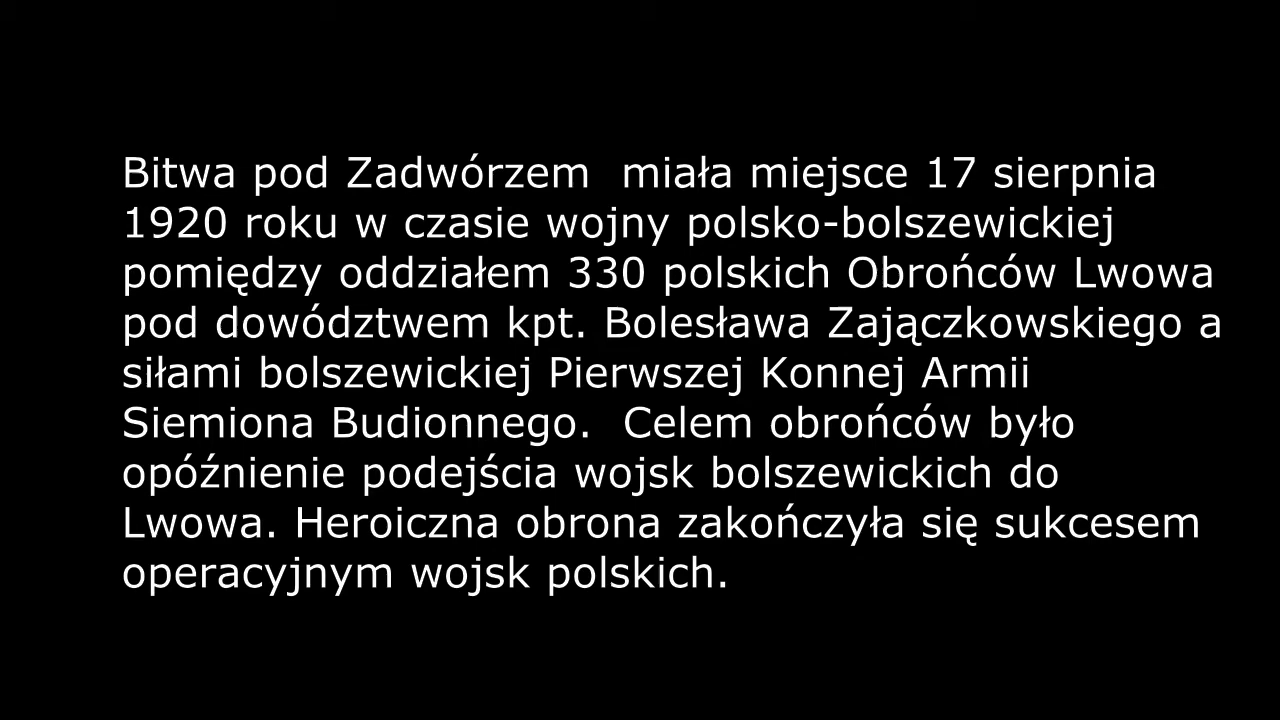 Bitwa pod Zadwórzem  miała miejsce 17 sierpnia
1920 roku w czasie wojny polsko-bolszewickiej
pomiędzy oddziałem 330 polskich Obrońców Lwowa
pod dowództwem kpt. Bolesława Zajączkowskiego a
siłami bolszewickiej Pierwszej Konnej Armii
Siemiona Budionnego.  Celem obrońców było
opóźnienie podejścia wojsk bolszewickich do
Lwowa. Heroiczna obrona zakończyła się sukcesem
operacyjnym wojsk polskich.